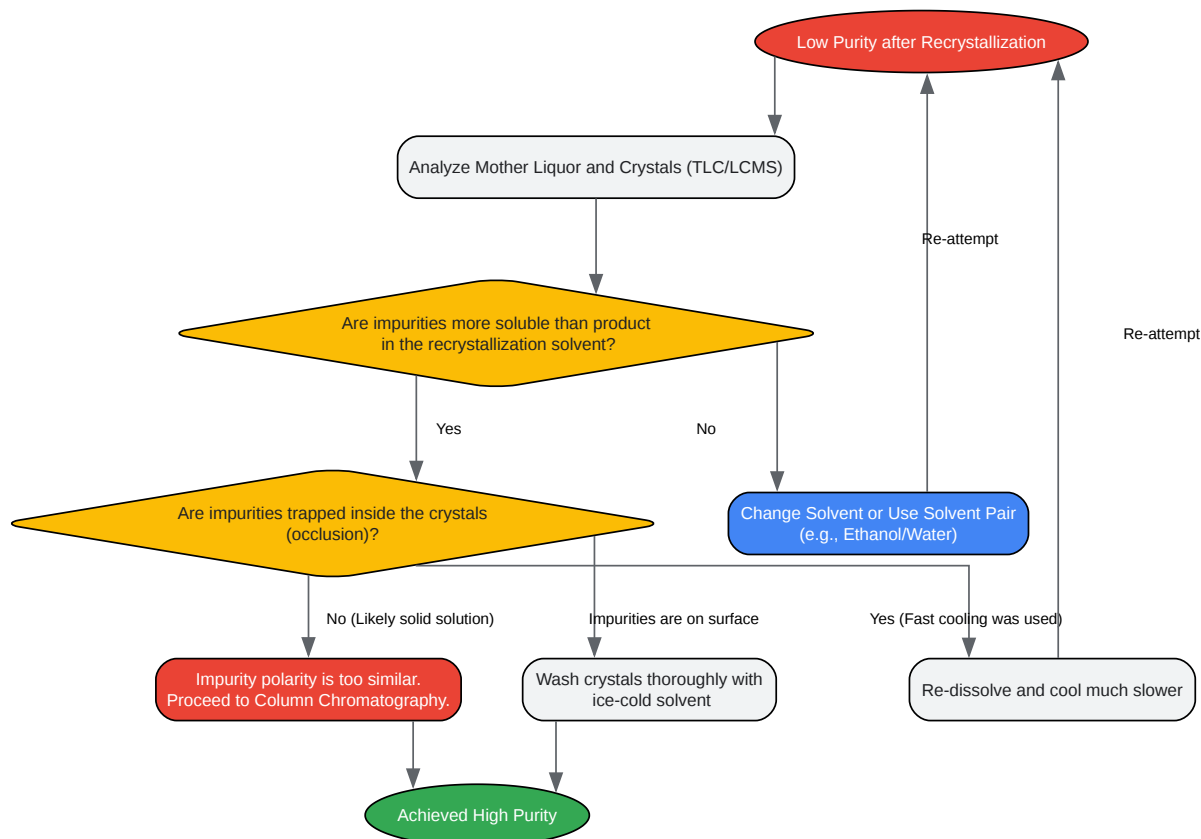 Low Purity after Recrystallization
Analyze Mother Liquor and Crystals (TLC/LCMS)
Re-attempt
Are impurities more soluble than product
in the recrystallization solvent?
Re-attempt
Yes
No
Are impurities trapped inside the crystals
(occlusion)?
Change Solvent or Use Solvent Pair
(e.g., Ethanol/Water)
No (Likely solid solution)
Impurities are on surface
Yes (Fast cooling was used)
Impurity polarity is too similar.
Proceed to Column Chromatography.
Wash crystals thoroughly with
ice-cold solvent
Re-dissolve and cool much slower
Achieved High Purity